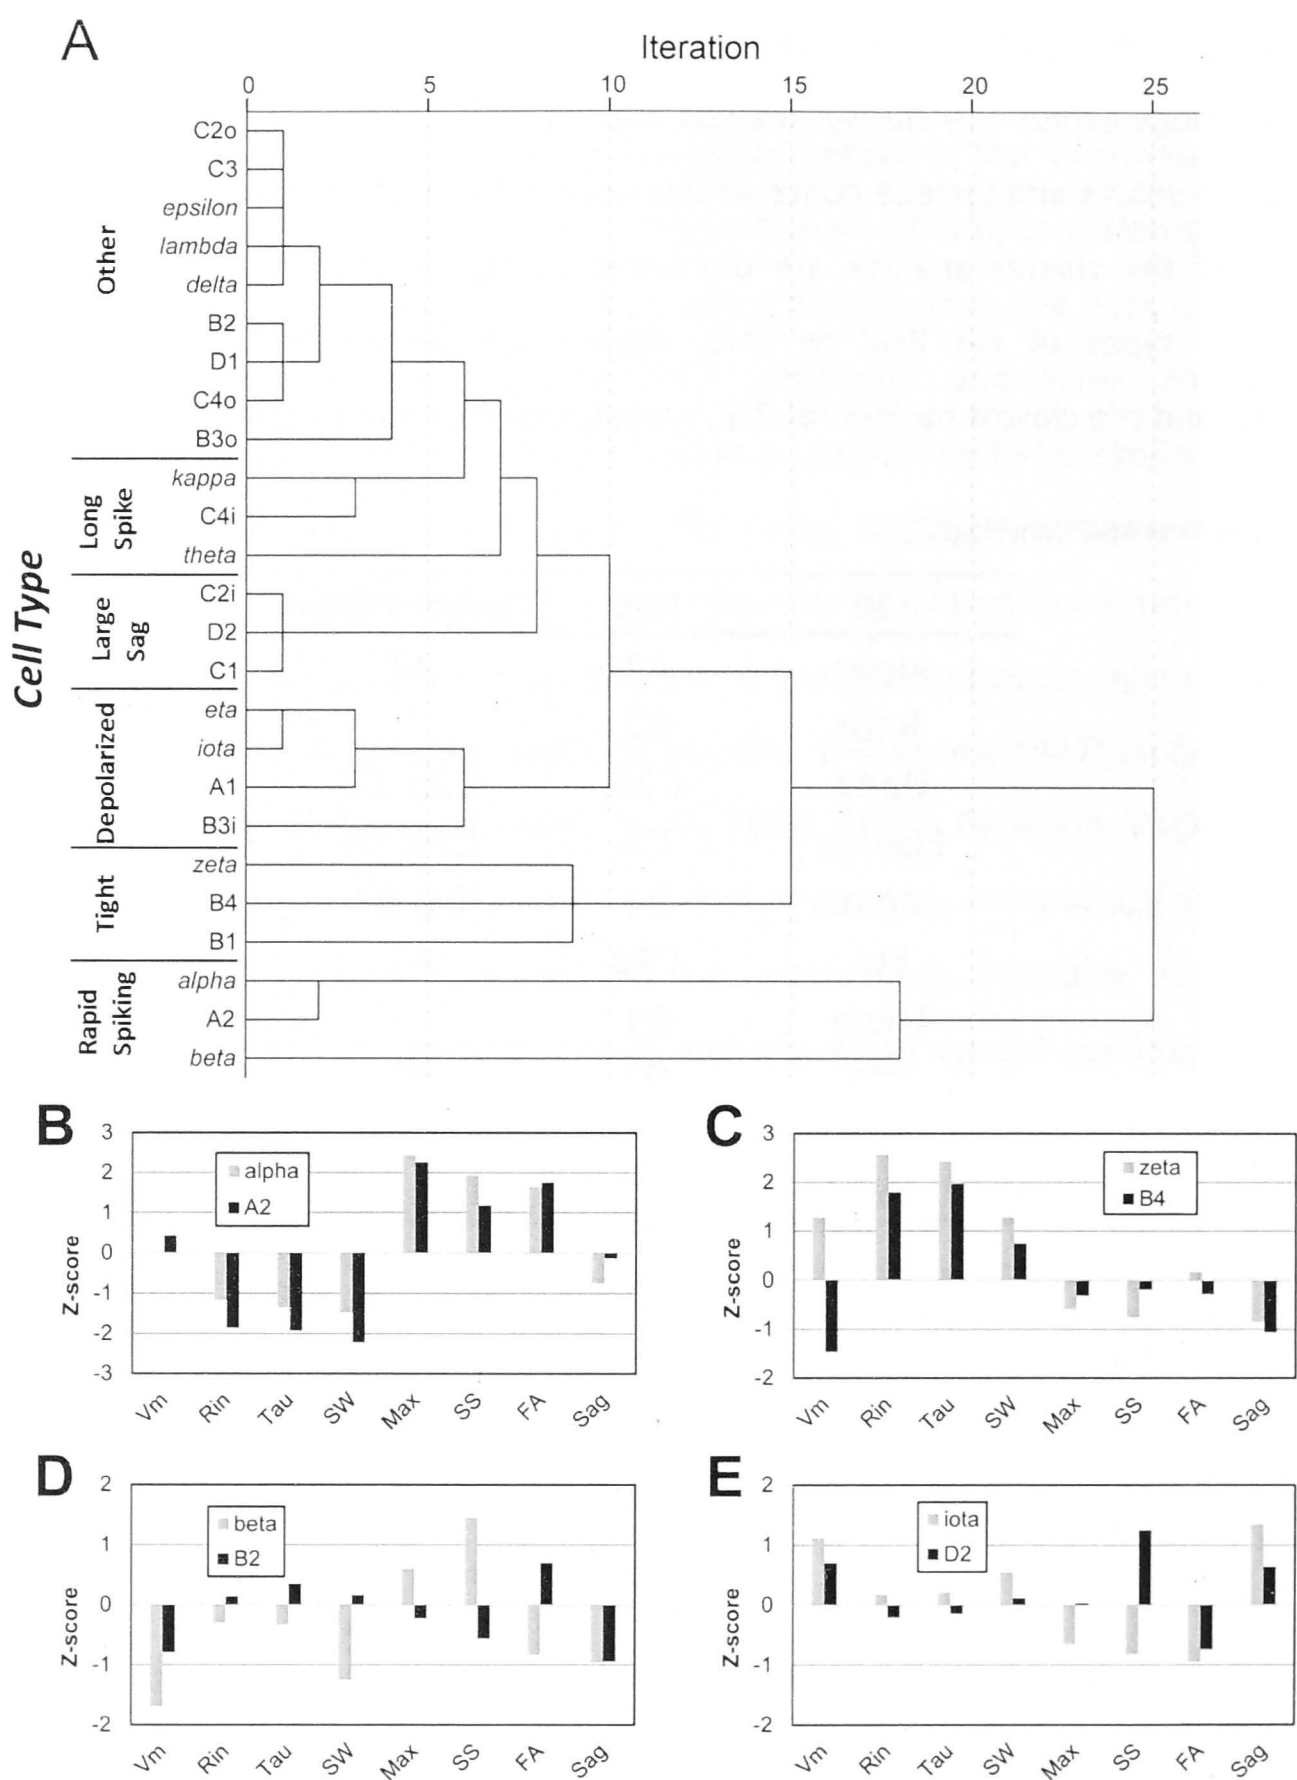 A
Iteration
0 5 10 15 20 25
Cell Type
Other
C2o
C3
epsilon
lambda
delta
B2
D1
C4o
B3o
Long
Spike
kappa
C4i
theta
Large
Sag
C2i
D2
C1
Depolarized
eta
iota
A1
B3i
Tight
zeta
B4
B1
Rapid
Spiking
alpha
A2
beta
B
Z-score
3
2
1
0
-1
-2
-3
alpha
A2
Vm Rin Tau SW Max SS FA Sag
C
Z-score
3
2
1
0
-1
-2
zeta
B4
Vm Rin Tau SW Max SS FA Sag
D
Z-score
2
1
0
-1
-2
beta
B2
Vm Rin Tau SW Max SS FA Sag
E
Z-score
2
1
0
-1
-2
iota
D2
Vm Rin Tau SW Max SS FA Sag